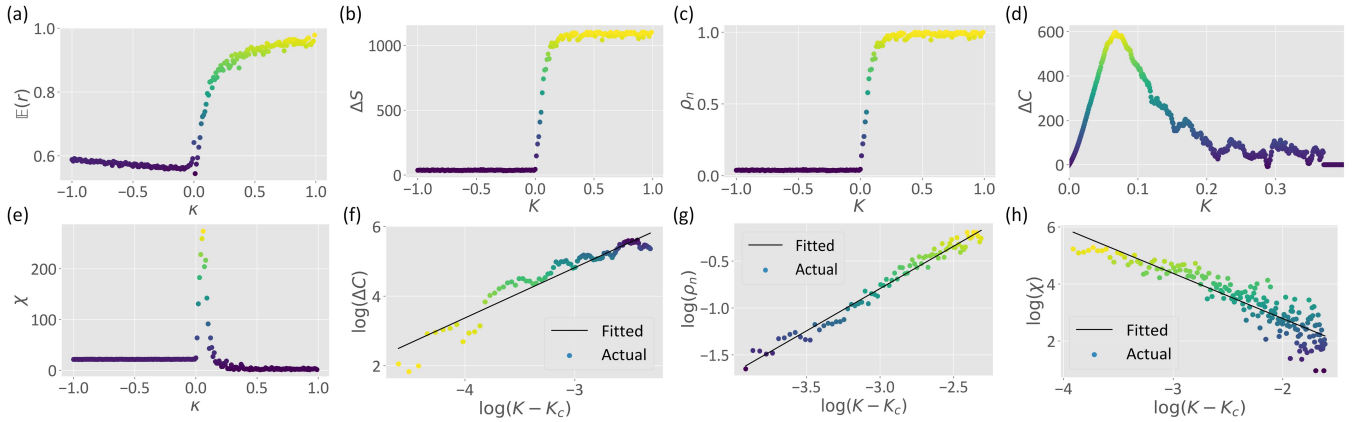 (a)
1.0
0.8
0.6
𝔼(r)
−1.0 −0.5 0.0 0.5 1.0
κ
(b)
1000
500
0
ΔS
−1.0 −0.5 0.0 0.5 1.0
K
(c)
1.0
0.5
0.0
ρₙ
−1.0 −0.5 0.0 0.5 1.0
K
(d)
600
400
200
0
ΔC
0.0 0.1 0.2 0.3
K
(e)
200
100
0
χ
−1.0 −0.5 0.0 0.5 1.0
κ
(f)
6
4
2
log(ΔC)
Fitted
Actual
−4 −3
log(K − K_c)
(g)
−0.5
−1.0
−1.5
log(ρₙ)
Fitted
Actual
−3.5 −3.0 −2.5
log(K − K_c)
(h)
6
4
2
log(χ)
Fitted
Actual
−4 −3 −2
log(K − K_c)